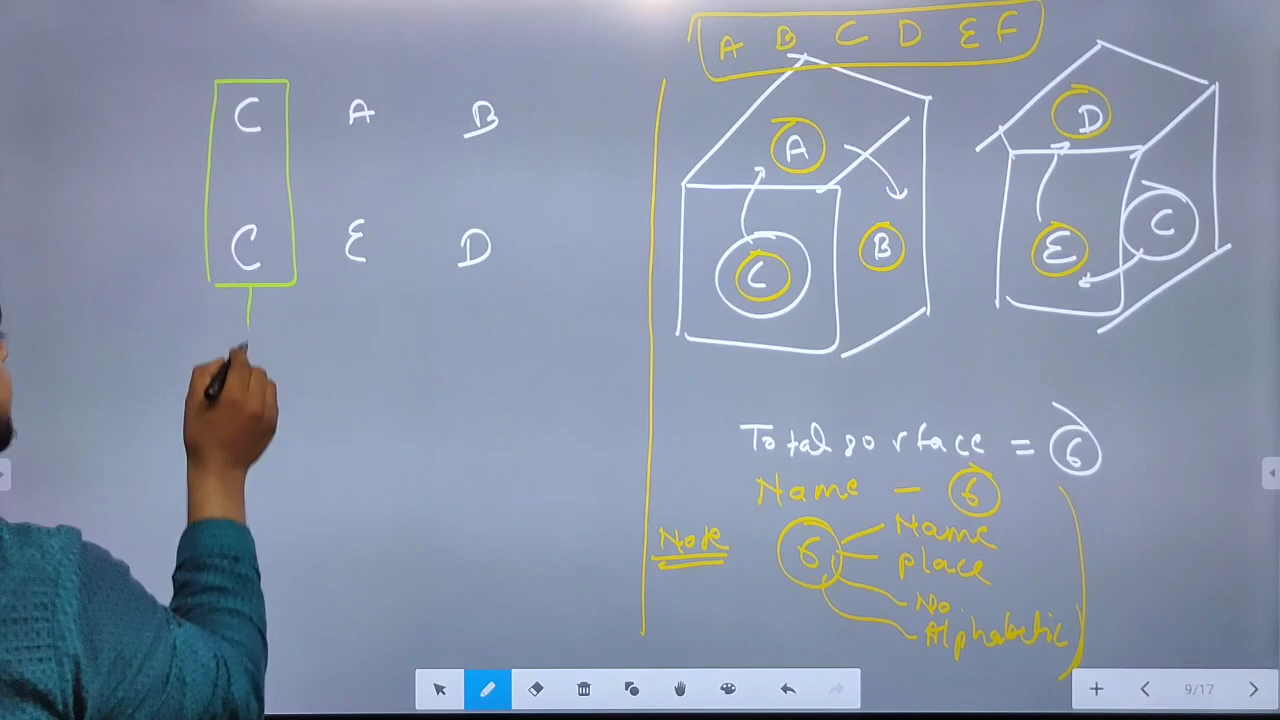 C A B
C E D
A B C D E F
A
B
C
D
E
C
Total surface = 6
Name - 6
Note
6
Name
place
No
Alphabetic
9/17